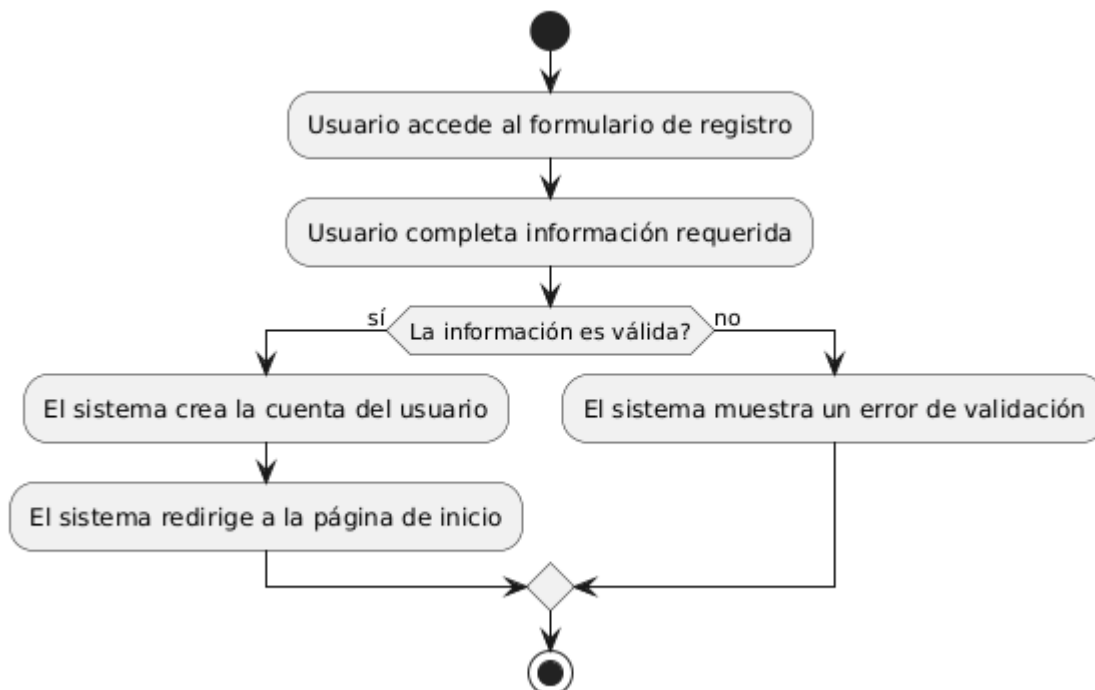 Usuario accede al formulario de registro
Usuario completa información requerida
sí
La información es válida?
no
El sistema crea la cuenta del usuario
El sistema muestra un error de validación
El sistema redirige a la página de inicio